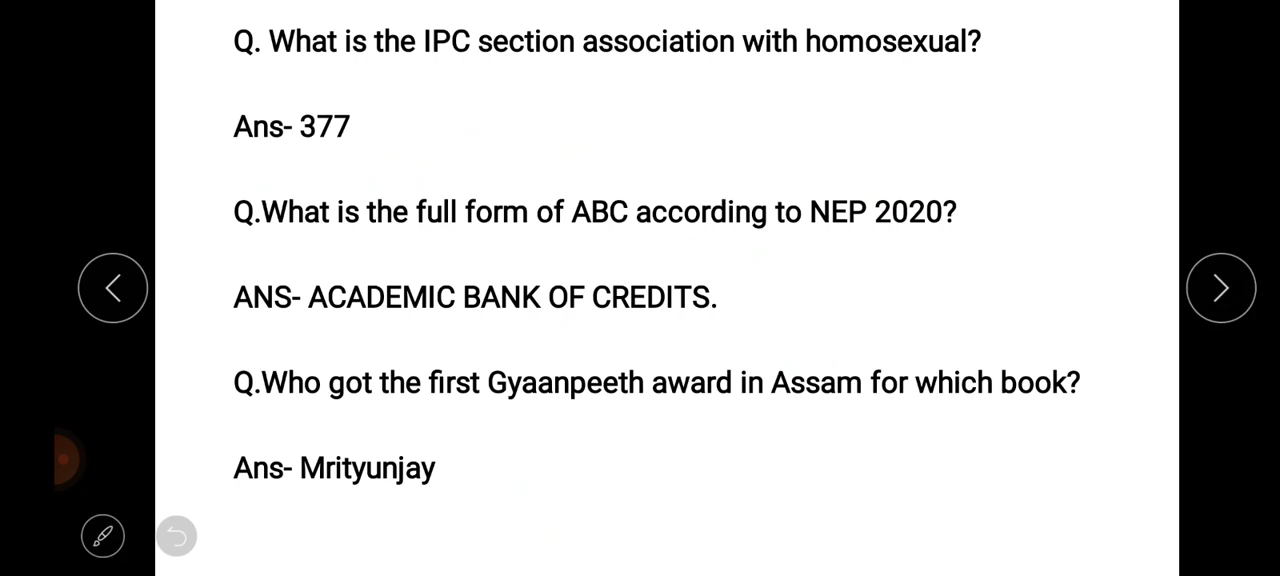 Q. What is the IPC section association with homosexual?
Ans- 377
Q.What is the full form of ABC according to NEP 2020?
ANS- ACADEMIC BANK OF CREDITS.
Q.Who got the first Gyaanpeeth award in Assam for which book?
Ans- Mrityunjay